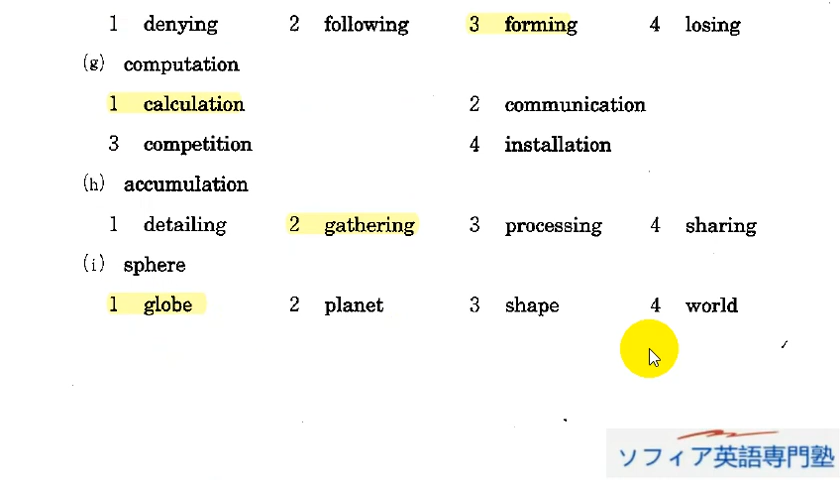 1 denying 2 following 3 forming 4 losing
(g) computation
1 calculation 2 communication
3 competition 4 installation
(h) accumulation
1 detailing 2 gathering 3 processing 4 sharing
(i) sphere
1 globe 2 planet 3 shape 4 world
ソフィア英語専門塾